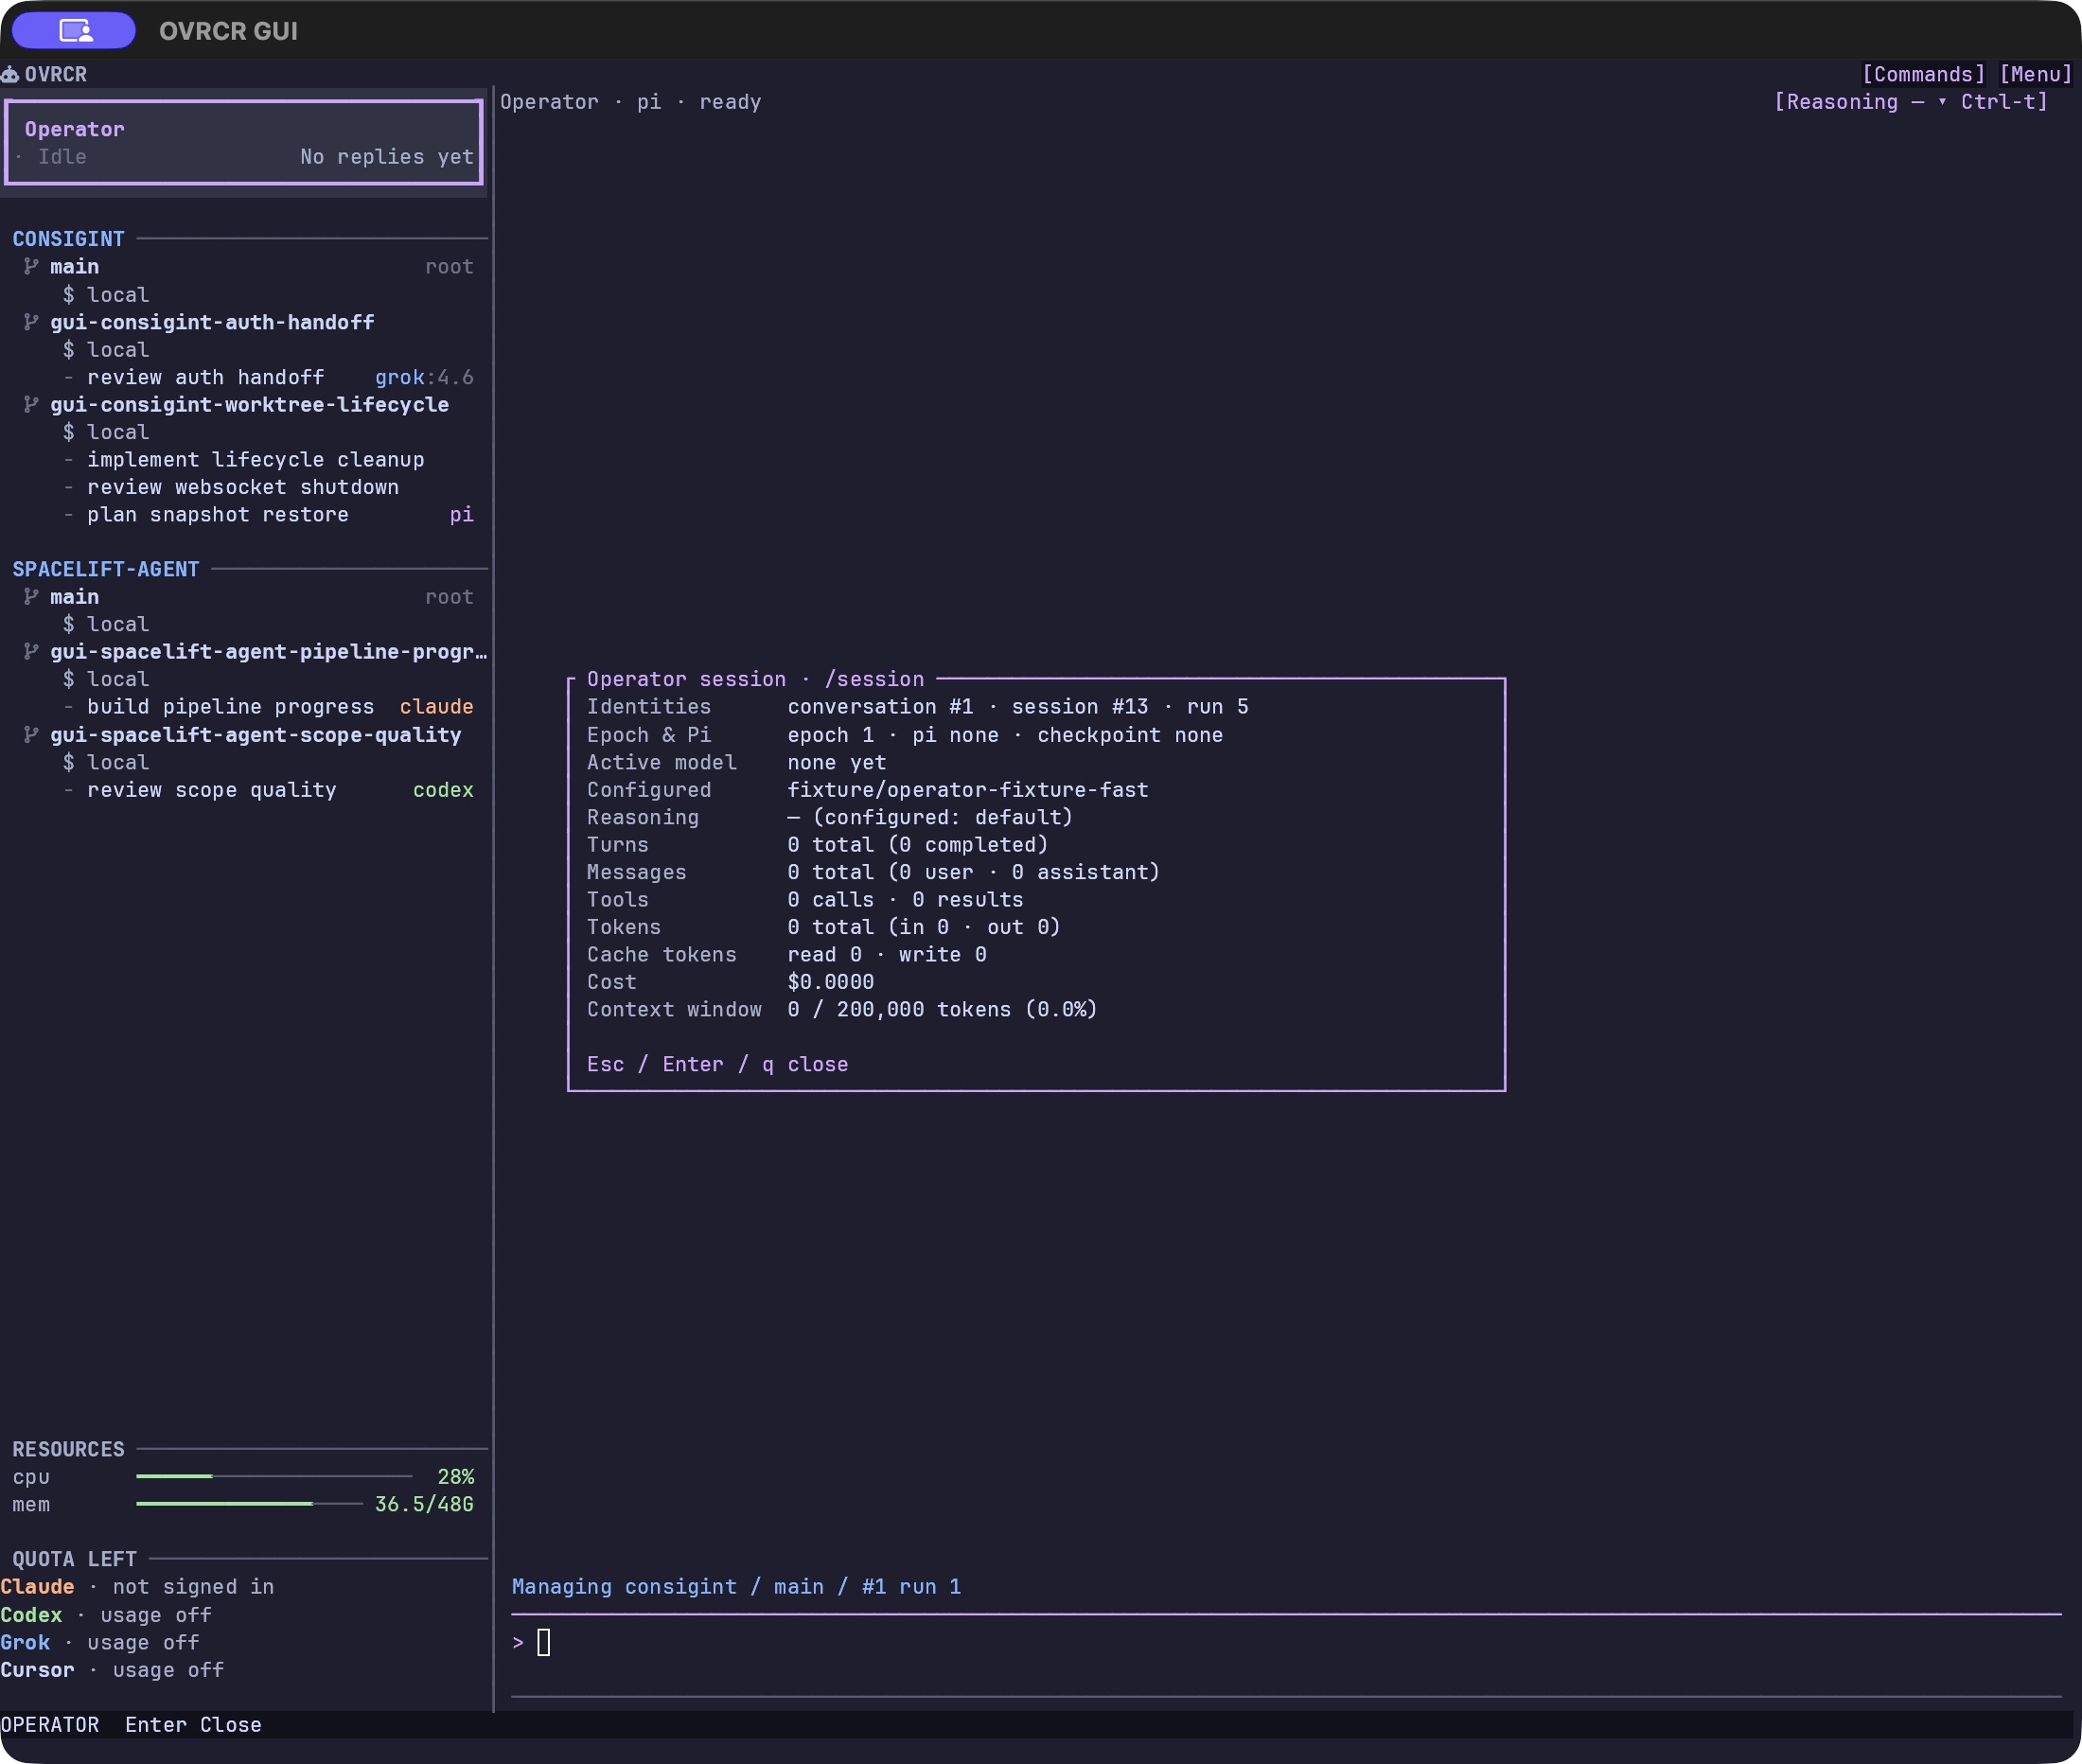 OVRCR GUI
OVRCR
[Commands] [Menu]
Operator
· Idle No replies yet
CONSIGINT
main root
$ local
gui-consigint-auth-handoff
$ local
- review auth handoff grok:4.6
gui-consigint-worktree-lifecycle
$ local
- implement lifecycle cleanup
- review websocket shutdown
- plan snapshot restore pi
SPACELIFT-AGENT
main root
$ local
gui-spacelift-agent-pipeline-progr…
$ local
- build pipeline progress claude
gui-spacelift-agent-scope-quality
$ local
- review scope quality codex
RESOURCES
cpu 28%
mem 36.5/48G
QUOTA LEFT
Claude · not signed in
Codex · usage off
Grok · usage off
Cursor · usage off
Operator · pi · ready
[Reasoning — ▾ Ctrl-t]
Operator session · /session
Identities conversation #1 · session #13 · run 5
Epoch & Pi epoch 1 · pi none · checkpoint none
Active model none yet
Configured fixture/operator-fixture-fast
Reasoning — (configured: default)
Turns 0 total (0 completed)
Messages 0 total (0 user · 0 assistant)
Tools 0 calls · 0 results
Tokens 0 total (in 0 · out 0)
Cache tokens read 0 · write 0
Cost $0.0000
Context window 0 / 200,000 tokens (0.0%)
Esc / Enter / q close
Managing consigint / main / #1 run 1
>
OPERATOR Enter Close